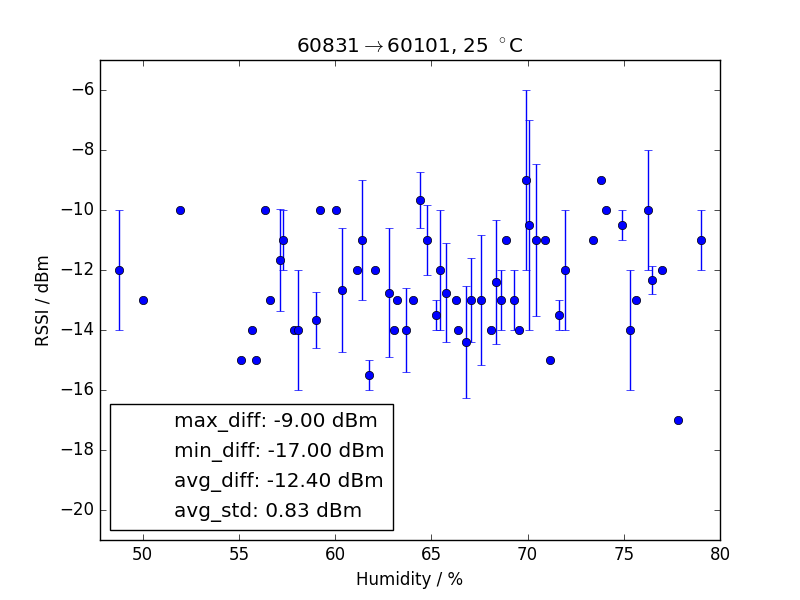 60831→60101, 25 °C
RSSI / dBm
−6
−8
−10
−12
−14
−16
−18
−20
max_diff: -9.00 dBm
min_diff: -17.00 dBm
avg_diff: -12.40 dBm
avg_std: 0.83 dBm
50 55 60 65 70 75 80
Humidity / %